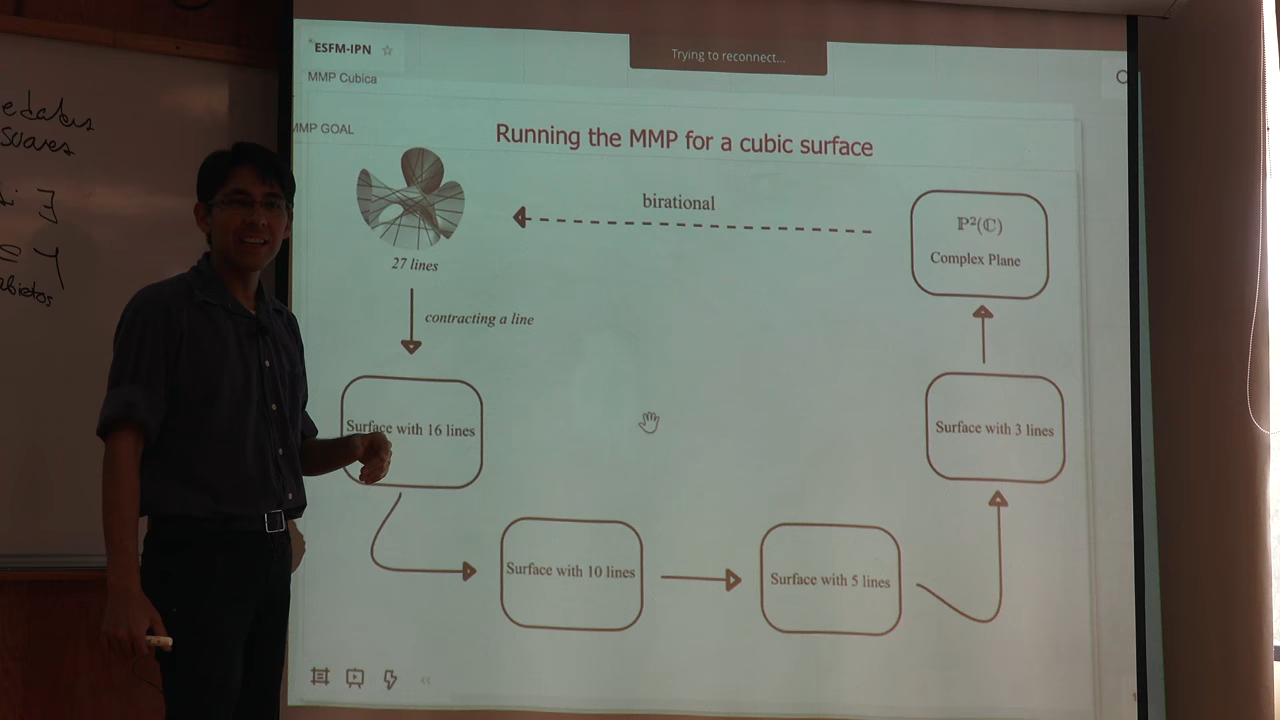 ESFM-IPN
Trying to reconnect...
MMP Cubica
MMP GOAL
Running the MMP for a cubic surface
birational
ℙ²(ℂ)
Complex Plane
27 lines
contracting a line
Surface with 16 lines
Surface with 3 lines
Surface with 10 lines
Surface with 5 lines
suaves
∃